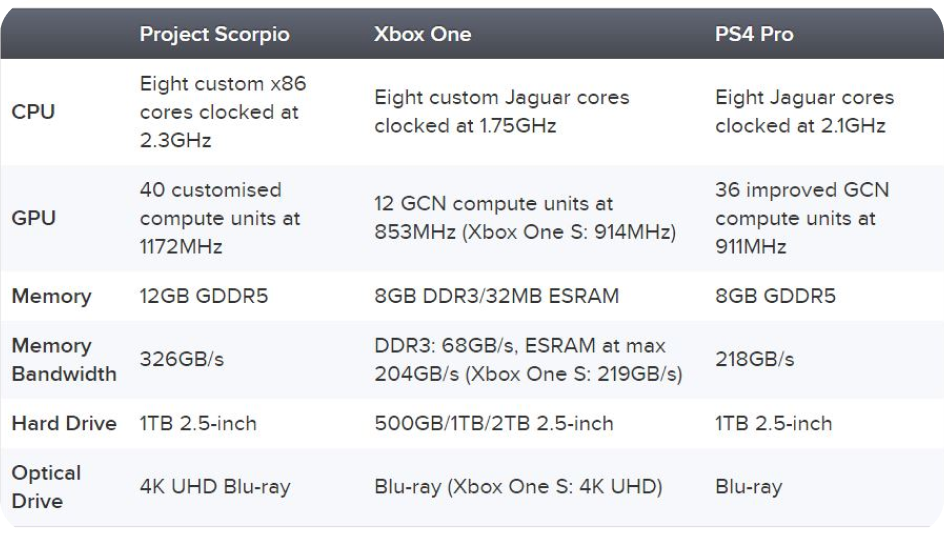 Project Scorpio Xbox One PS4 Pro
CPU
Eight custom x86
cores clocked at
2.3GHz
Eight custom Jaguar cores
clocked at 1.75GHz
Eight Jaguar cores
clocked at 2.1GHz
GPU
40 customised
compute units at
1172MHz
12 GCN compute units at
853MHz (Xbox One S: 914MHz)
36 improved GCN
compute units at
911MHz
Memory 12GB GDDR5 8GB DDR3/32MB ESRAM 8GB GDDR5
Memory
Bandwidth
326GB/s
DDR3: 68GB/s, ESRAM at max
204GB/s (Xbox One S: 219GB/s)
218GB/s
Hard Drive 1TB 2.5-inch 500GB/1TB/2TB 2.5-inch 1TB 2.5-inch
Optical
Drive
4K UHD Blu-ray Blu-ray (Xbox One S: 4K UHD) Blu-ray